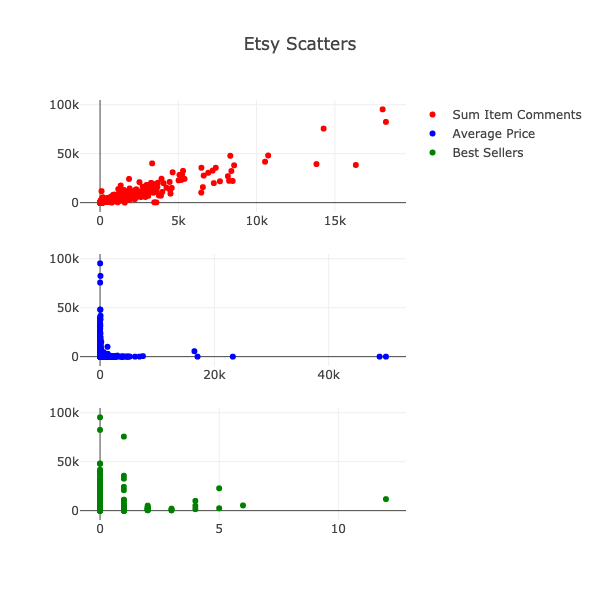 Etsy Scatters
100k
50k
0
0 5k 10k 15k
Sum Item Comments
Average Price
Best Sellers
100k
50k
0
0 20k 40k
100k
50k
0
0 5 10